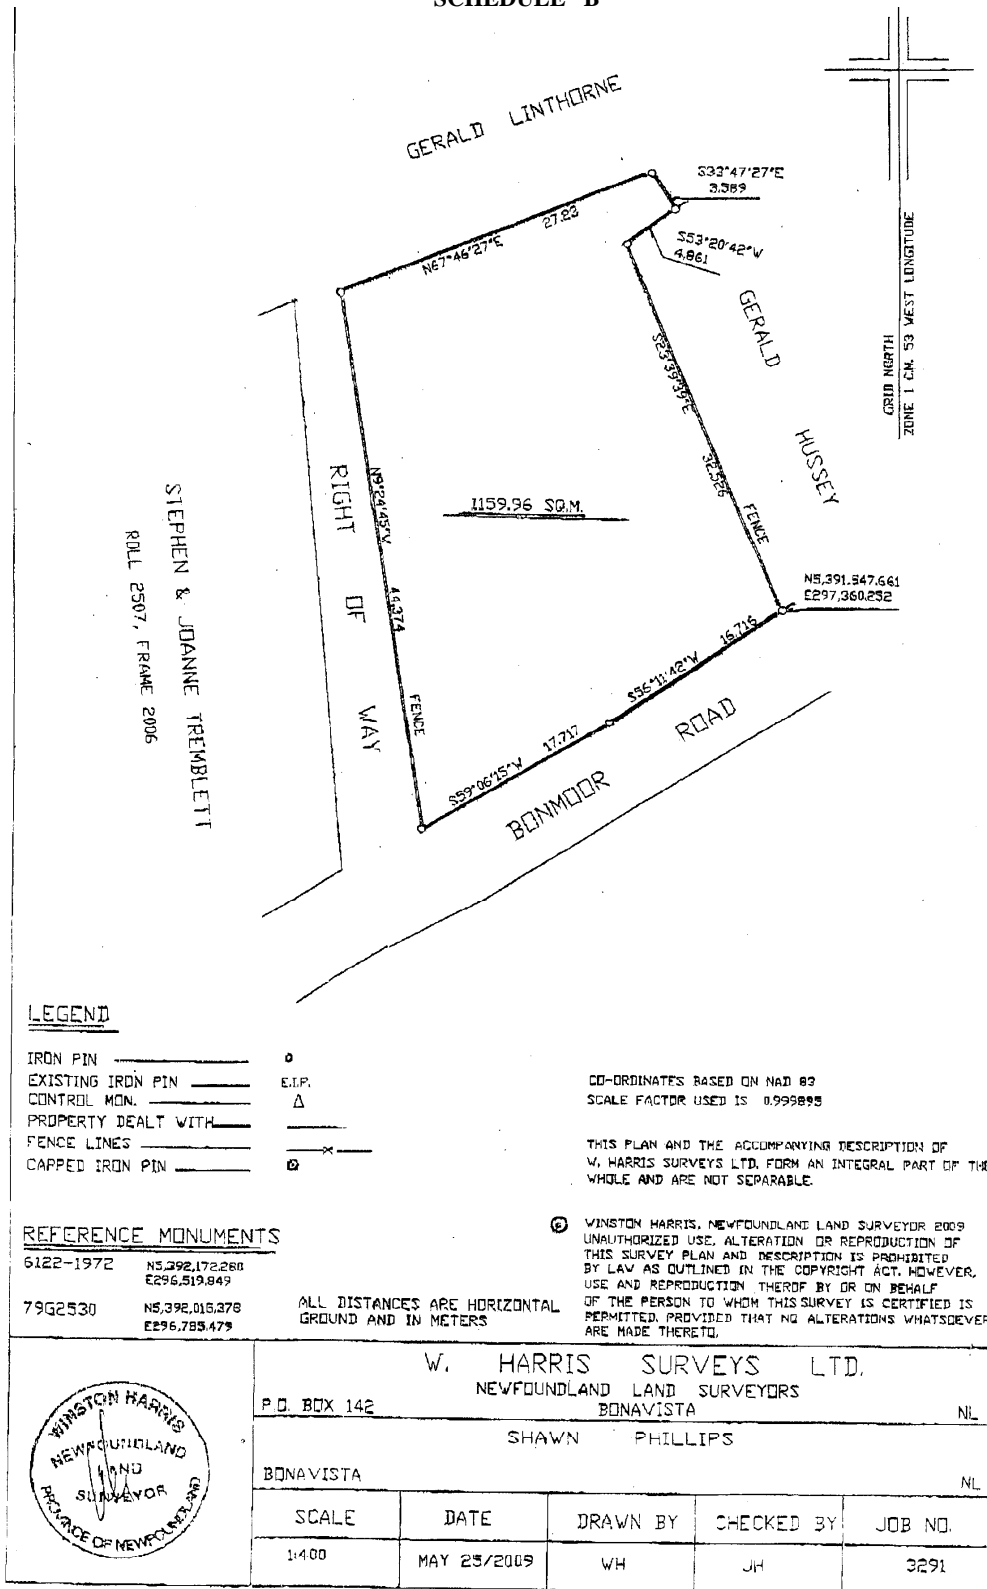 SCHEDULE "B"
GERALD LINTHORNE
S33°47'27"E
3.389
27.23
N67°46'27"E
S53°20'42"W
4.861
GERALD HUSSEY
GRID NORTH
ZONE 1 C.M. 53 WEST LONGITUDE
S23°39'39"E
32.526
FENCE
RIGHT OF WAY
N9°24'45"W
44.374
FENCE
1159.96 SQ.M.
STEPHEN & JOANNE TREMBLETT
ROLL 2507, FRAME 2006
N5,391,547.661
E297,360.252
16.716
S56°11'42"W
17.717
S59°06'15"W
BONMOOR ROAD
LEGEND
IRON PIN
EXISTING IRON PIN E.I.P.
CONTROL MON. Δ
PROPERTY DEALT WITH
FENCE LINES
CAPPED IRON PIN
CO-ORDINATES BASED ON NAD 83
SCALE FACTOR USED IS 0.999895
THIS PLAN AND THE ACCOMPANYING DESCRIPTION OF
W. HARRIS SURVEYS LTD. FORM AN INTEGRAL PART OF THE
WHOLE AND ARE NOT SEPARABLE.
REFERENCE MONUMENTS
6122-1972 N5,392,172.280
E296,519.849
79G2530 N5,392,015.378
E296,785.479
ALL DISTANCES ARE HORIZONTAL
GROUND AND IN METERS
© WINSTON HARRIS, NEWFOUNDLAND LAND SURVEYOR 2009
UNAUTHORIZED USE, ALTERATION OR REPRODUCTION OF
THIS SURVEY PLAN AND DESCRIPTION IS PROHIBITED
BY LAW AS OUTLINED IN THE COPYRIGHT ACT. HOWEVER,
USE AND REPRODUCTION THEROF BY OR ON BEHALF
OF THE PERSON TO WHOM THIS SURVEY IS CERTIFIED IS
PERMITTED, PROVIDED THAT NO ALTERATIONS WHATSOEVER
ARE MADE THERETO.
W. HARRIS SURVEYS LTD.
NEWFOUNDLAND LAND SURVEYORS
P.O. BOX 142 BONAVISTA NL
SHAWN PHILLIPS
BONAVISTA NL
SCALE DATE DRAWN BY CHECKED BY JOB NO.
1:400 MAY 25/2009 WH JH 3291
WINSTON HARRIS
NEWFOUNDLAND
LAND
SURVEYOR
PROVINCE OF NEWFOUNDLAND